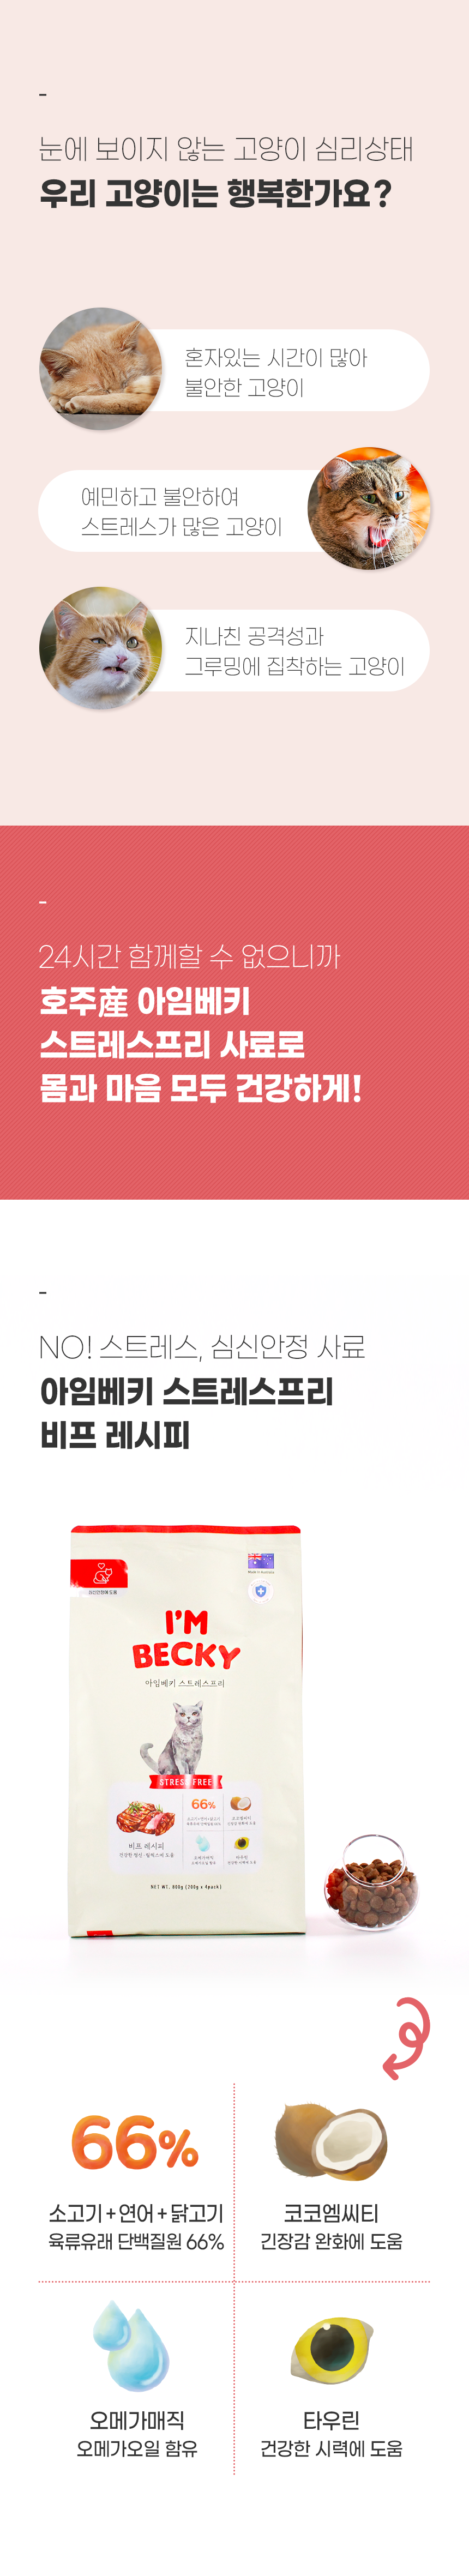 눈에 보이지 않는 고양이 심리상태
우리 고양이는 행복한가요?
혼자있는 시간이 많아
불안한 고양이
예민하고 불안하여
스트레스가 많은 고양이
지나친 공격성과
그루밍에 집착하는 고양이
24시간 함께할 수 없으니까
호주産 아임베키
스트레스프리 사료로
몸과 마음 모두 건강하게!
NO! 스트레스, 심신안정 사료
아임베키 스트레스프리
비프 레시피
심신안정에 도움
Made in Australia
I'M
BECKY
아임베키 스트레스프리
STRESS FREE
66%
비프 레시피
NET WT. 800g (200g x 4pack)
66%
소고기+연어+닭고기
육류유래 단백질원 66%
코코엠씨티
긴장감 완화에 도움
오메가매직
오메가오일 함유
타우린
건강한 시력에 도움